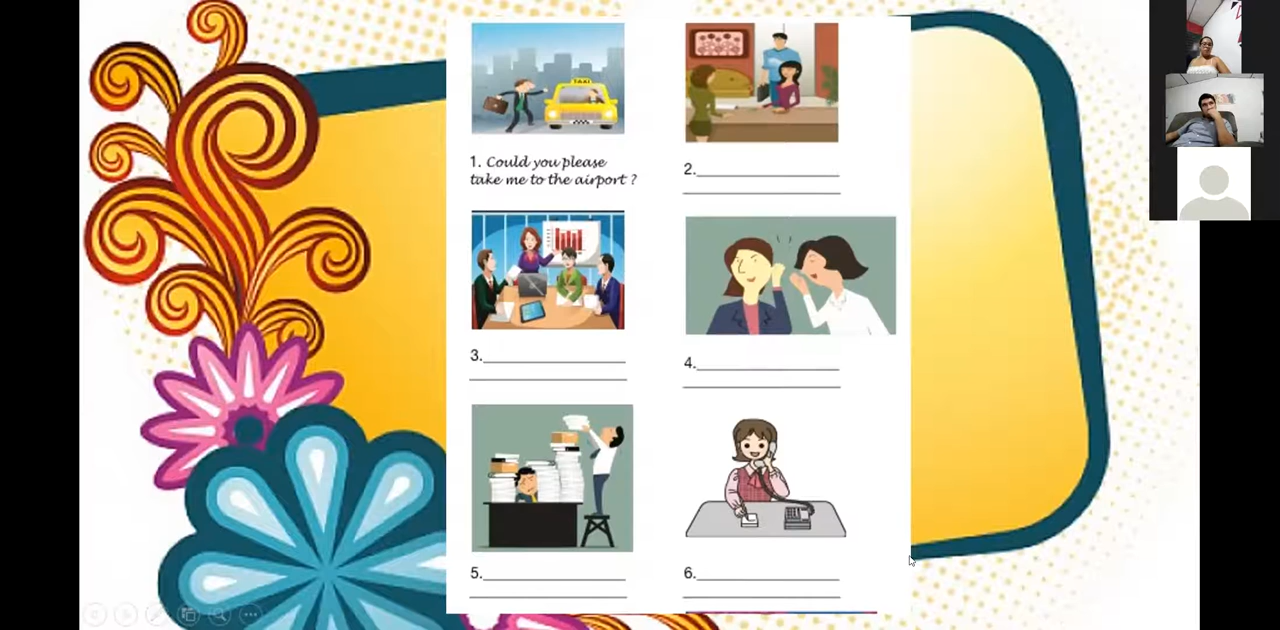 TAXI
1. Could you please
take me to the airport ?
2.
3.
4.
5.
6.